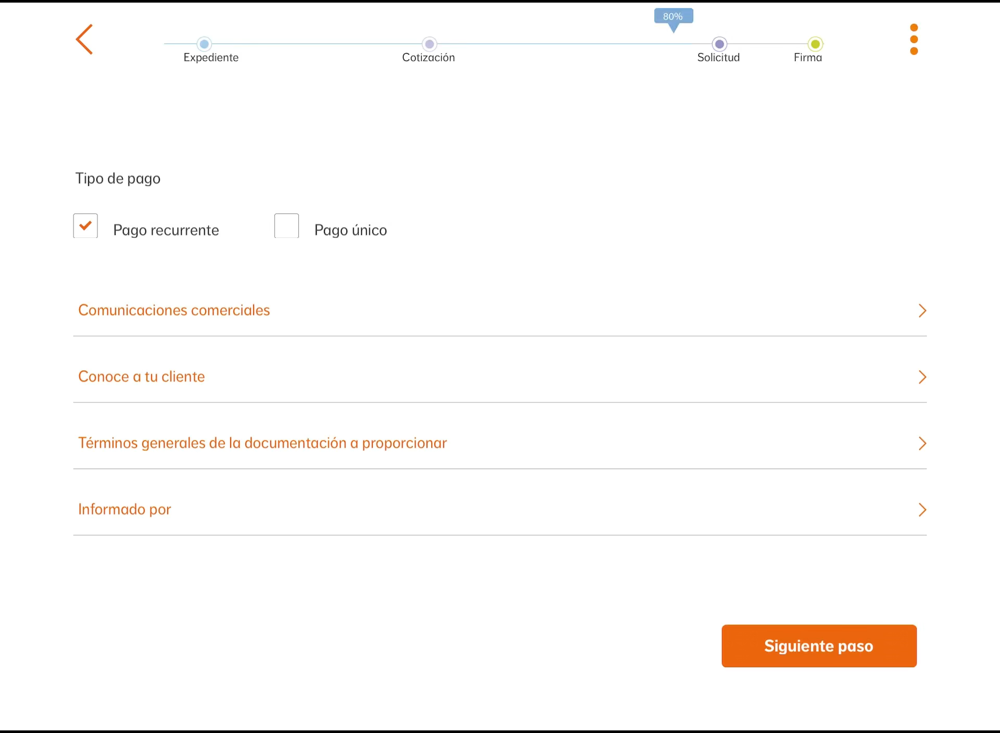 80%
Expediente
Cotización
Solicitud
Firma
Tipo de pago
Pago recurrente
Pago único
Comunicaciones comerciales
Conoce a tu cliente
Términos generales de la documentación a proporcionar
Informado por
Siguiente paso